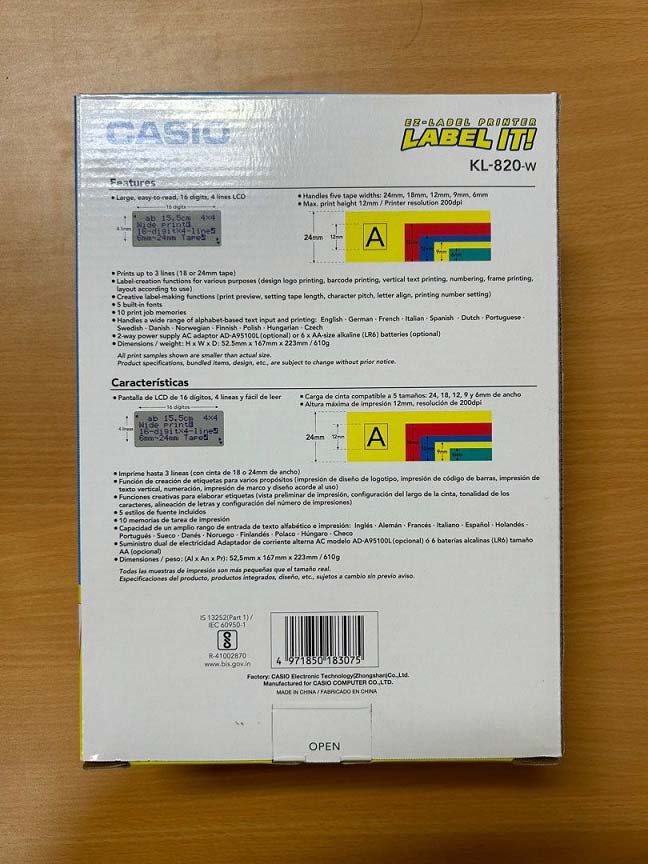 CASIO
EZ-LABEL PRINTER
LABEL IT!
KL-820-W
Features
• Large, easy-to-read, 16 digits, 4 lines LCD
16 digits
4 lines
ab 15.5cm 4×4
Wide print
16-digit×4-line
6mm~24mm Tape
• Handles five tape widths: 24mm, 18mm, 12mm, 9mm, 6mm
• Max. print height 12mm / Printer resolution 200dpi
24mm
12mm
A
18mm
12mm
9mm
6mm
• Prints up to 3 lines (18 or 24mm tape)
• Label-creation functions for various purposes (design logo printing, barcode printing, vertical text printing, numbering, frame printing,
layout according to use)
• Creative label-making functions (print preview, setting tape length, character pitch, letter align, printing number setting)
• 5 built-in fonts
• 10 print job memories
• Handles a wide range of alphabet-based text input and printing: English · German · French · Italian · Spanish · Dutch · Portuguese ·
Swedish · Danish · Norwegian · Finnish · Polish · Hungarian · Czech
• 2-way power supply AC adaptor AD-A95100L (optional) or 6 x AA-size alkaline (LR6) batteries (optional)
• Dimensions / weight: H x W x D: 52.5mm x 167mm x 223mm / 610g
All print samples shown are smaller than actual size.
Product specifications, bundled items, design, etc., are subject to change without prior notice.
Características
• Pantalla de LCD de 16 dígitos, 4 líneas y fácil de leer
16 dígitos
4 líneas
ab 15.5cm 4×4
Wide print
16-digit×4-line
6mm~24mm Tape
• Carga de cinta compatible a 5 tamaños: 24, 18, 12, 9 y 6mm de ancho
• Altura máxima de impresión 12mm, resolución de 200dpi
24mm
12mm
A
18mm
12mm
9mm
6mm
• Imprime hasta 3 líneas (con cinta de 18 o 24mm de ancho)
• Función de creación de etiquetas para varios propósitos (impresión de diseño de logotipo, impresión de código de barras, impresión de
texto vertical, numeración, impresión de marco y diseño acorde al uso)
• Funciones creativas para elaborar etiquetas (vista preliminar de impresión, configuración del largo de la cinta, tonalidad de los
caracteres, alineación de letras y configuración del número de impresiones)
• 5 estilos de fuente incluidos
• 10 memorias de tarea de impresión
• Capacidad de un amplio rango de entrada de texto alfabético e impresión: Inglés · Alemán · Francés · Italiano · Español · Holandés ·
Portugués · Sueco · Danés · Noruego · Finlandés · Polaco · Húngaro · Checo
• Suministro dual de electricidad Adaptador de corriente alterna AC modelo AD-A95100L (opcional) ó 6 baterías alcalinas (LR6) tamaño
AA (opcional)
• Dimensiones / peso: (Al x An x Pr): 52,5mm x 167mm x 223mm / 610g
Todas las muestras de impresión son más pequeñas que el tamaño real.
Especificaciones del producto, productos integrados, diseño, etc., sujetos a cambio sin previo aviso.
IS 13252(Part 1) /
IEC 60950-1
R-41002870
www.bis.gov.in
4 971850 183075
Factory: CASIO Electronic Technology(Zhongshan)Co.,Ltd.
Manufactured for CASIO COMPUTER CO.,LTD.
MADE IN CHINA / FABRICADO EN CHINA
OPEN